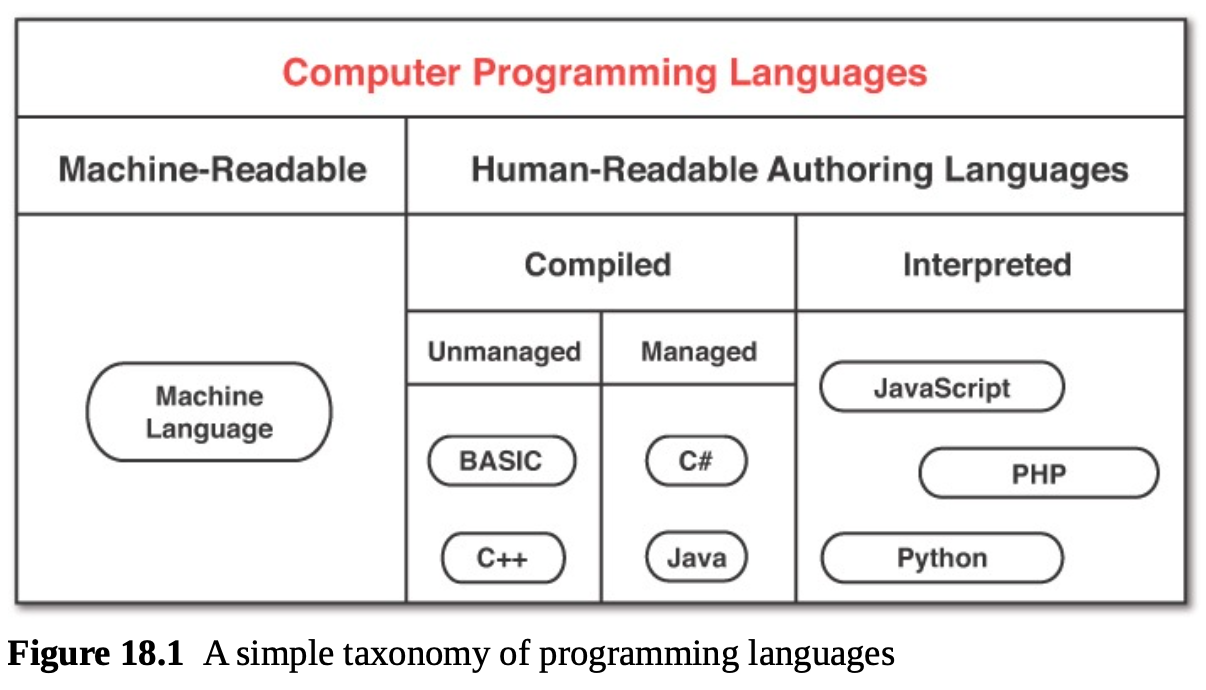 Computer Programming Languages
Machine-Readable
Human-Readable Authoring Languages
Compiled
Interpreted
Unmanaged
Managed
Machine
Language
BASIC
C++
C#
Java
JavaScript
PHP
Python
Figure 18.1 A simple taxonomy of programming languages